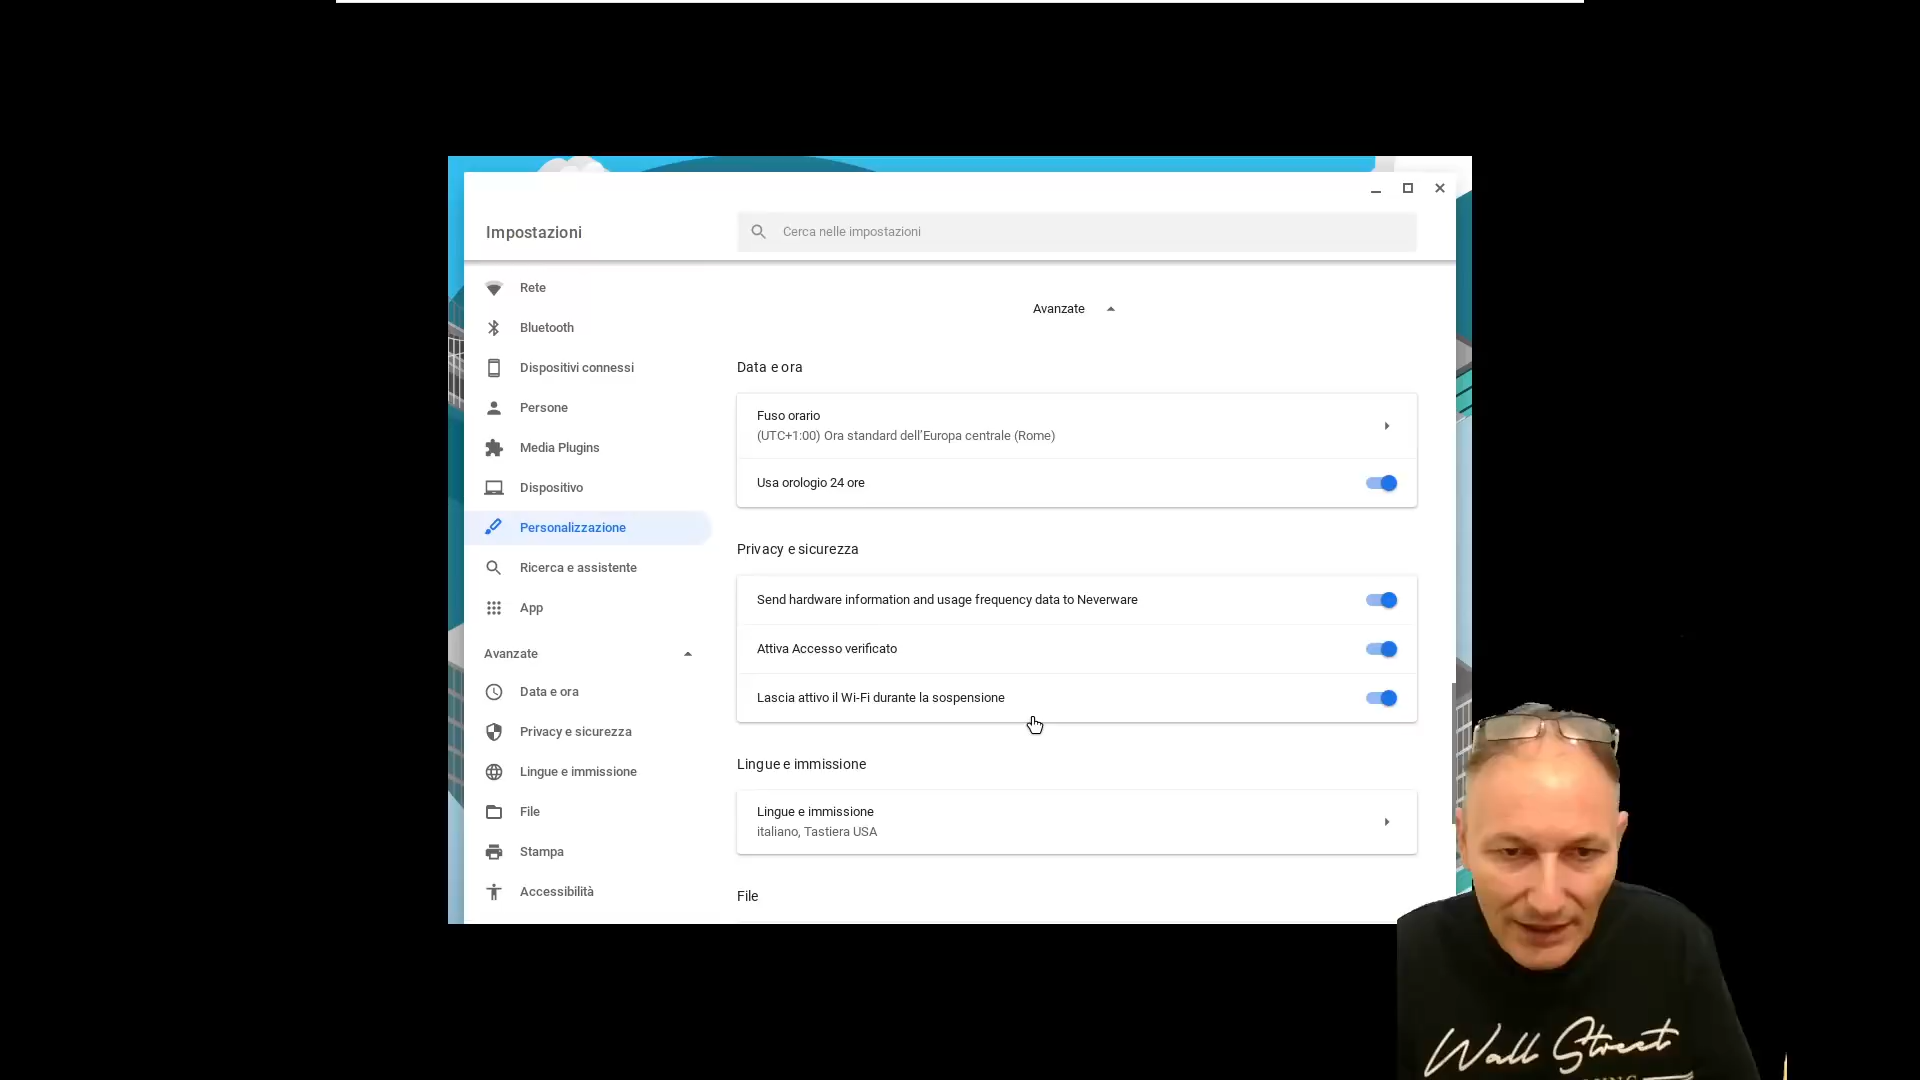 Impostazioni
Cerca nelle impostazioni
Rete
Bluetooth
Dispositivi connessi
Persone
Media Plugins
Dispositivo
Personalizzazione
Ricerca e assistente
App
Avanzate
Data e ora
Privacy e sicurezza
Lingue e immissione
File
Stampa
Accessibilità
Avanzate
Data e ora
Fuso orario
(UTC+1:00) Ora standard dell'Europa centrale (Rome)
Usa orologio 24 ore
Privacy e sicurezza
Send hardware information and usage frequency data to Neverware
Attiva Accesso verificato
Lascia attivo il Wi-Fi durante la sospensione
Lingue e immissione
Lingue e immissione
italiano, Tastiera USA
File
Wall Street